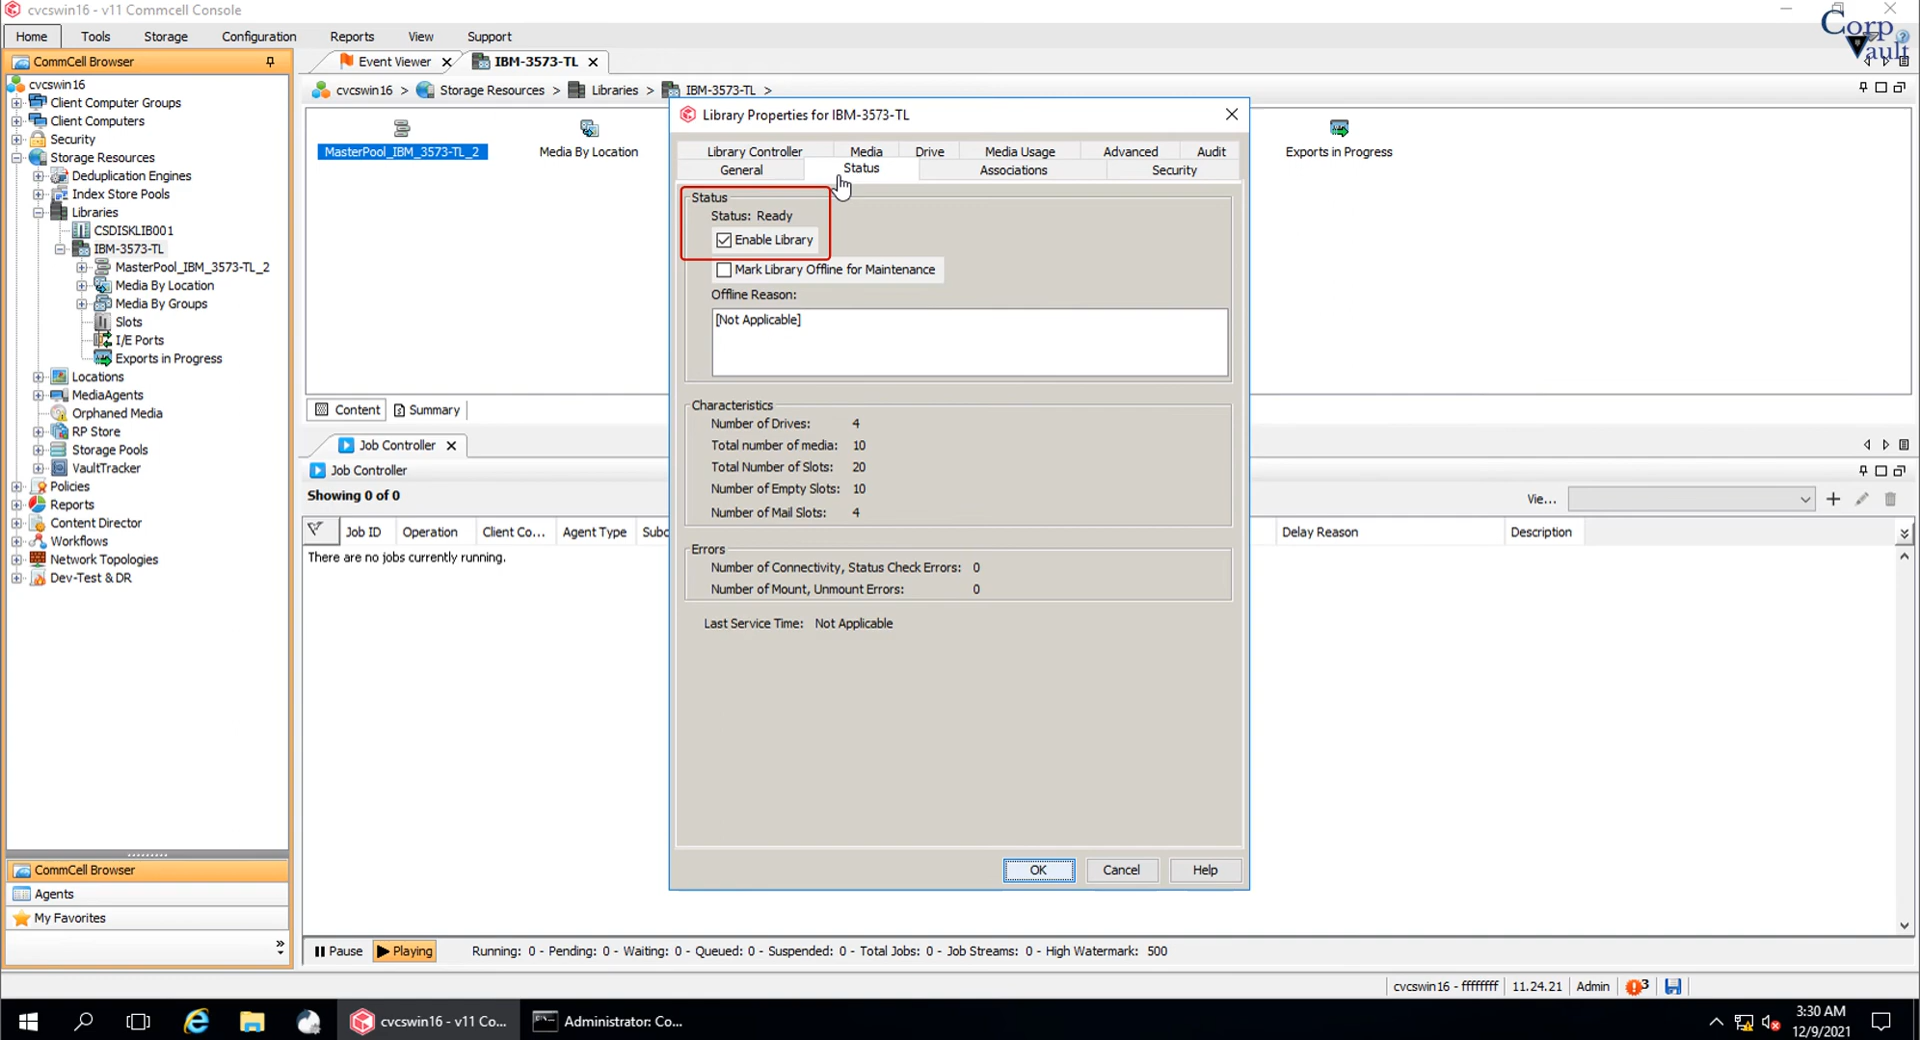 cvcswin16 - v11 Commcell Console
Corp Vault
Home Tools Storage Configuration Reports View Support
CommCell Browser
Event Viewer IBM-3573-TL
cvcswin16
Client Computer Groups
Client Computers
Security
Storage Resources
Deduplication Engines
Index Store Pools
Libraries
CSDISKLIB001
IBM-3573-TL
MasterPool_IBM_3573-TL_2
Media By Location
Media By Groups
Slots
I/E Ports
Exports in Progress
Locations
MediaAgents
Orphaned Media
RP Store
Storage Pools
VaultTracker
Policies
Reports
Content Director
Workflows
Network Topologies
Dev-Test & DR
CommCell Browser
Agents
My Favorites
»
cvcswin16 > Storage Resources > Libraries > IBM-3573-TL >
MasterPool_IBM_3573-TL_2 Media By Location Exports in Progress
Content Summary
Library Properties for IBM-3573-TL
Library Controller Media Drive Media Usage Advanced Audit
General Status Associations Security
Status
Status: Ready
Enable Library
Mark Library Offline for Maintenance
Offline Reason:
[Not Applicable]
Characteristics
Number of Drives: 4
Total number of media: 10
Total Number of Slots: 20
Number of Empty Slots: 10
Number of Mail Slots: 4
Errors
Number of Connectivity, Status Check Errors: 0
Number of Mount, Unmount Errors: 0
Last Service Time: Not Applicable
OK Cancel Help
Job Controller
Job Controller
Showing 0 of 0
Vie...
Job ID Operation Client Co... Agent Type Subc Delay Reason Description
There are no jobs currently running.
Pause Playing Running: 0 - Pending: 0 - Waiting: 0 - Queued: 0 - Suspended: 0 - Total Jobs: 0 - Job Streams: 0 - High Watermark: 500
cvcswin16 - ffffffff 11.24.21 Admin 3
cvcswin16 - v11 Co... Administrator: Co...
3:30 AM
12/9/2021